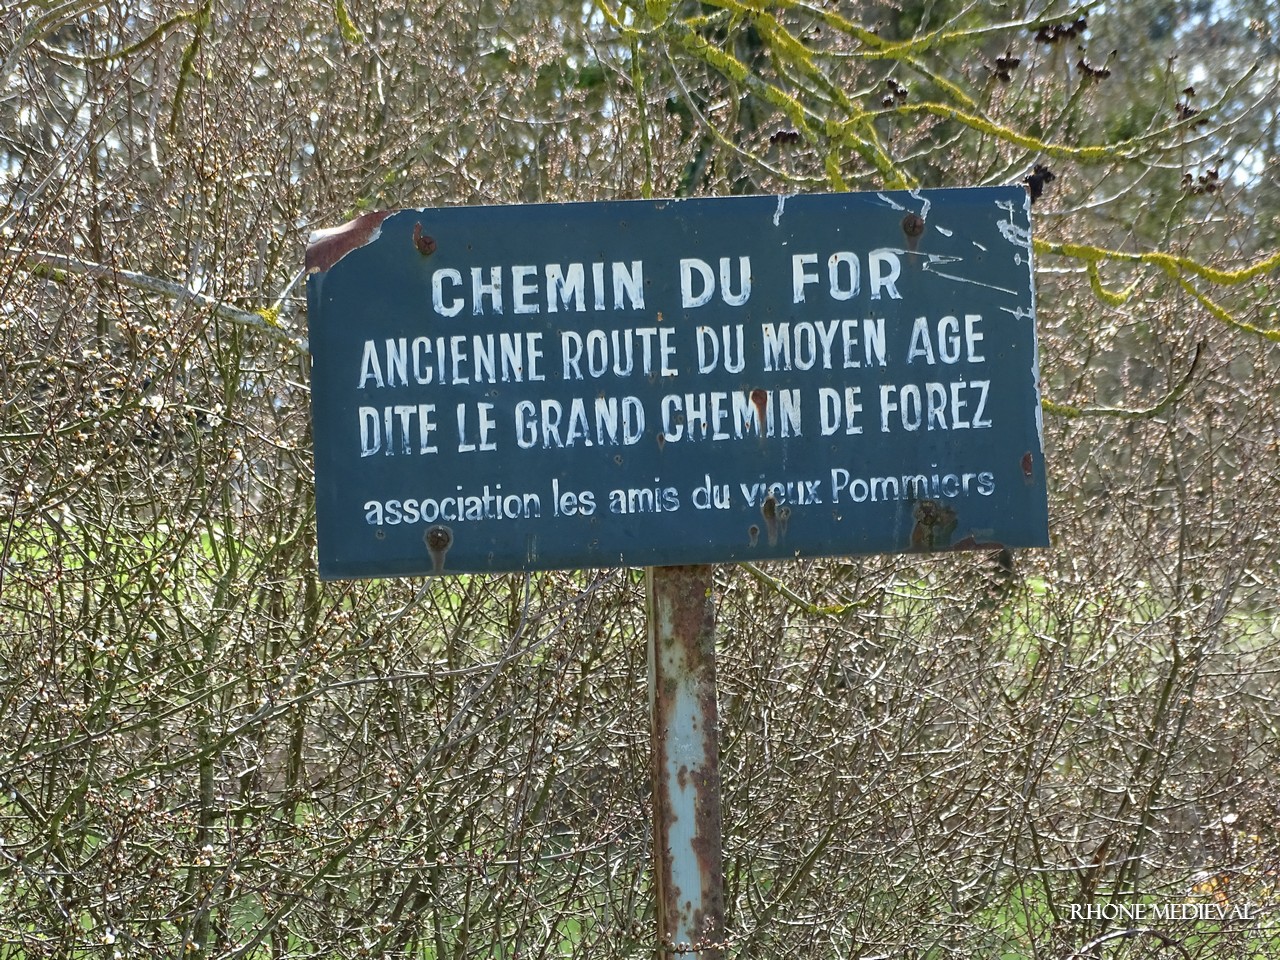 CHEMIN DU FOR
ANCIENNE ROUTE DU MOYEN AGE
DITE LE GRAND CHEMIN DE FOREZ
association les amis du vieux Pommiers
RHONE MEDIEVAL